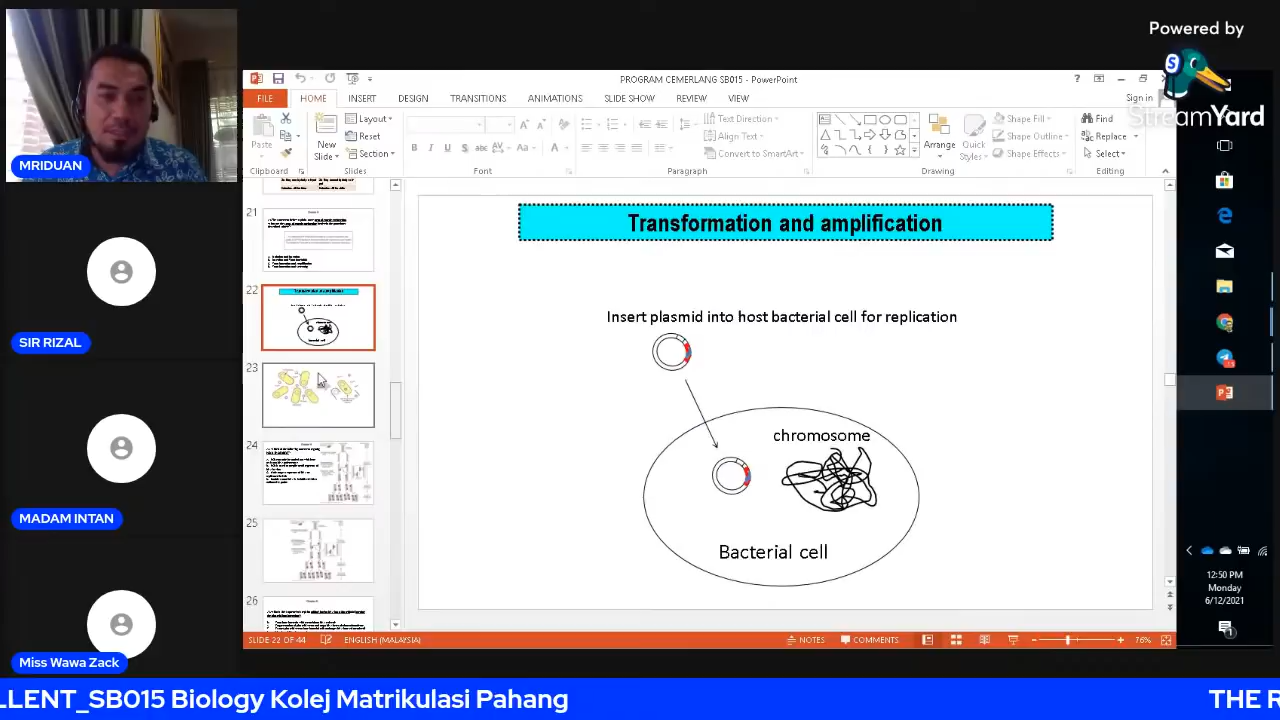 Powered by
StreamYard
MRIDUAN
SIR RIZAL
MADAM INTAN
Miss Wawa Zack
PROGRAM CEMERLANG SB015 - PowerPoint
Sign in
FILE
HOME
INSERT
DESIGN
TRANSITIONS
ANIMATIONS
SLIDE SHOW
REVIEW
VIEW
Paste
New
Slide
Layout
Reset
Section
Text Direction
Align Text
Convert to SmartArt
Arrange
Quick
Styles
Shape Fill
Shape Outline
Shape Effects
Find
Replace
Select
Clipboard
Slides
Font
Paragraph
Drawing
Editing
21
22
23
24
25
26
Transformation and amplification
Insert plasmid into host bacterial cell for replication
chromosome
Bacterial cell
SLIDE 22 OF 44
ENGLISH (MALAYSIA)
NOTES
COMMENTS
76%
12:50 PM
Monday
6/12/2021
LLENT_SB015 Biology Kolej Matrikulasi Pahang
THE R